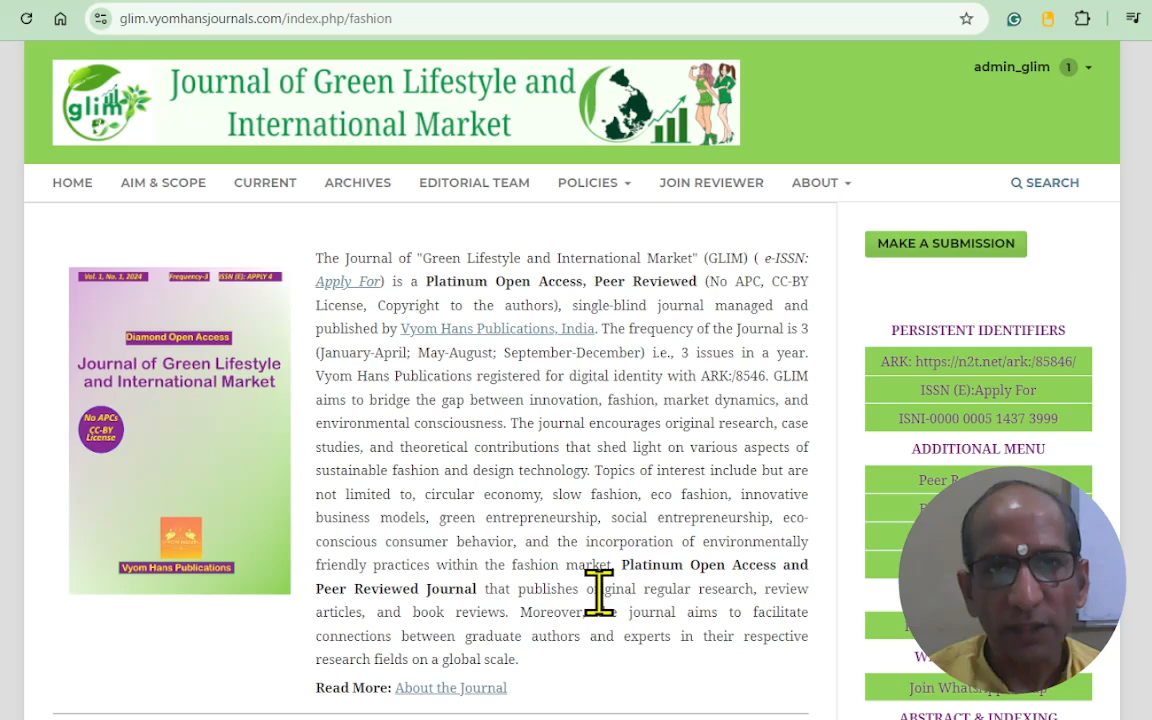 glim.vyomhansjournals.com/index.php/fashion
glim
Journal of Green Lifestyle and
International Market
admin_glim 1
HOME AIM & SCOPE CURRENT ARCHIVES EDITORIAL TEAM POLICIES JOIN REVIEWER ABOUT SEARCH
Vol. 1, No. 1, 2024 Frequency-3 ISSN (E): APPLY 4
Diamond Open Access
Journal of Green Lifestyle
and International Market
No APCs
CC-BY
License
Vyom Hans Publications
The Journal of "Green Lifestyle and International Market" (GLIM) ( e-ISSN:
Apply For) is a Platinum Open Access, Peer Reviewed (No APC, CC-BY
License, Copyright to the authors), single-blind journal managed and
published by Vyom Hans Publications, India. The frequency of the Journal is 3
(January-April; May-August; September-December) i.e., 3 issues in a year.
Vyom Hans Publications registered for digital identity with ARK:/8546. GLIM
aims to bridge the gap between innovation, fashion, market dynamics, and
environmental consciousness. The journal encourages original research, case
studies, and theoretical contributions that shed light on various aspects of
sustainable fashion and design technology. Topics of interest include but are
not limited to, circular economy, slow fashion, eco fashion, innovative
business models, green entrepreneurship, social entrepreneurship, eco-
conscious consumer behavior, and the incorporation of environmentally
friendly practices within the fashion market. Platinum Open Access and
Peer Reviewed Journal that publishes original regular research, review
articles, and book reviews. Moreover, journal aims to facilitate
connections between graduate authors and experts in their respective
research fields on a global scale.
Read More: About the Journal
MAKE A SUBMISSION
PERSISTENT IDENTIFIERS
ARK: https://n2t.net/ark:/85846/
ISSN (E):Apply For
ISNI-0000 0005 1437 3999
ADDITIONAL MENU
Peer
Join WhatsApp
ABSTRACT & INDEXING